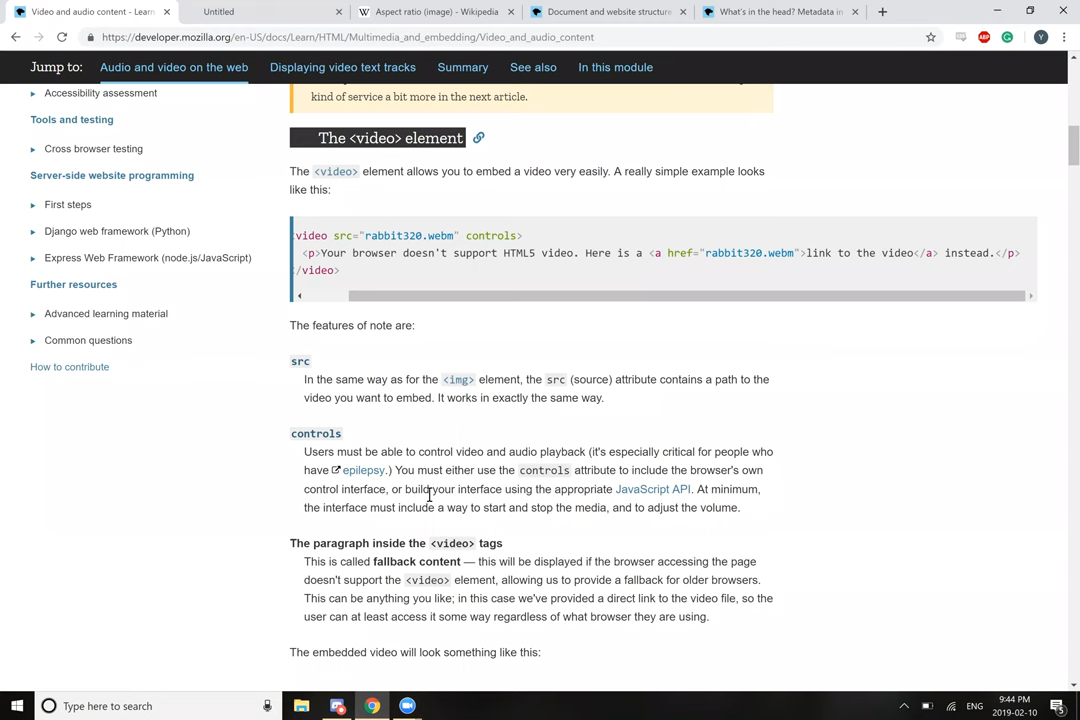 Video and audio content - Learn
Untitled
Aspect ratio (image) - Wikipedia
Document and website structure
What's in the head? Metadata in
https://developer.mozilla.org/en-US/docs/Learn/HTML/Multimedia_and_embedding/Video_and_audio_content
Jump to: Audio and video on the web Displaying video text tracks Summary See also In this module
Accessibility assessment
Tools and testing
Cross browser testing
Server-side website programming
First steps
Django web framework (Python)
Express Web Framework (node.js/JavaScript)
Further resources
Advanced learning material
Common questions
How to contribute
kind of service a bit more in the next article.
The <video> element
The <video> element allows you to embed a video very easily. A really simple example looks
like this:
video src="rabbit320.webm" controls>
<p>Your browser doesn't support HTML5 video. Here is a <a href="rabbit320.webm">link to the video</a> instead.</p>
/video>
The features of note are:
src
In the same way as for the <img> element, the src (source) attribute contains a path to the
video you want to embed. It works in exactly the same way.
controls
Users must be able to control video and audio playback (it's especially critical for people who
have epilepsy.) You must either use the controls attribute to include the browser's own
control interface, or build your interface using the appropriate JavaScript API. At minimum,
the interface must include a way to start and stop the media, and to adjust the volume.
The paragraph inside the <video> tags
This is called fallback content — this will be displayed if the browser accessing the page
doesn't support the <video> element, allowing us to provide a fallback for older browsers.
This can be anything you like; in this case we've provided a direct link to the video file, so the
user can at least access it some way regardless of what browser they are using.
The embedded video will look something like this:
Type here to search
ENG
9:44 PM
2019-02-10